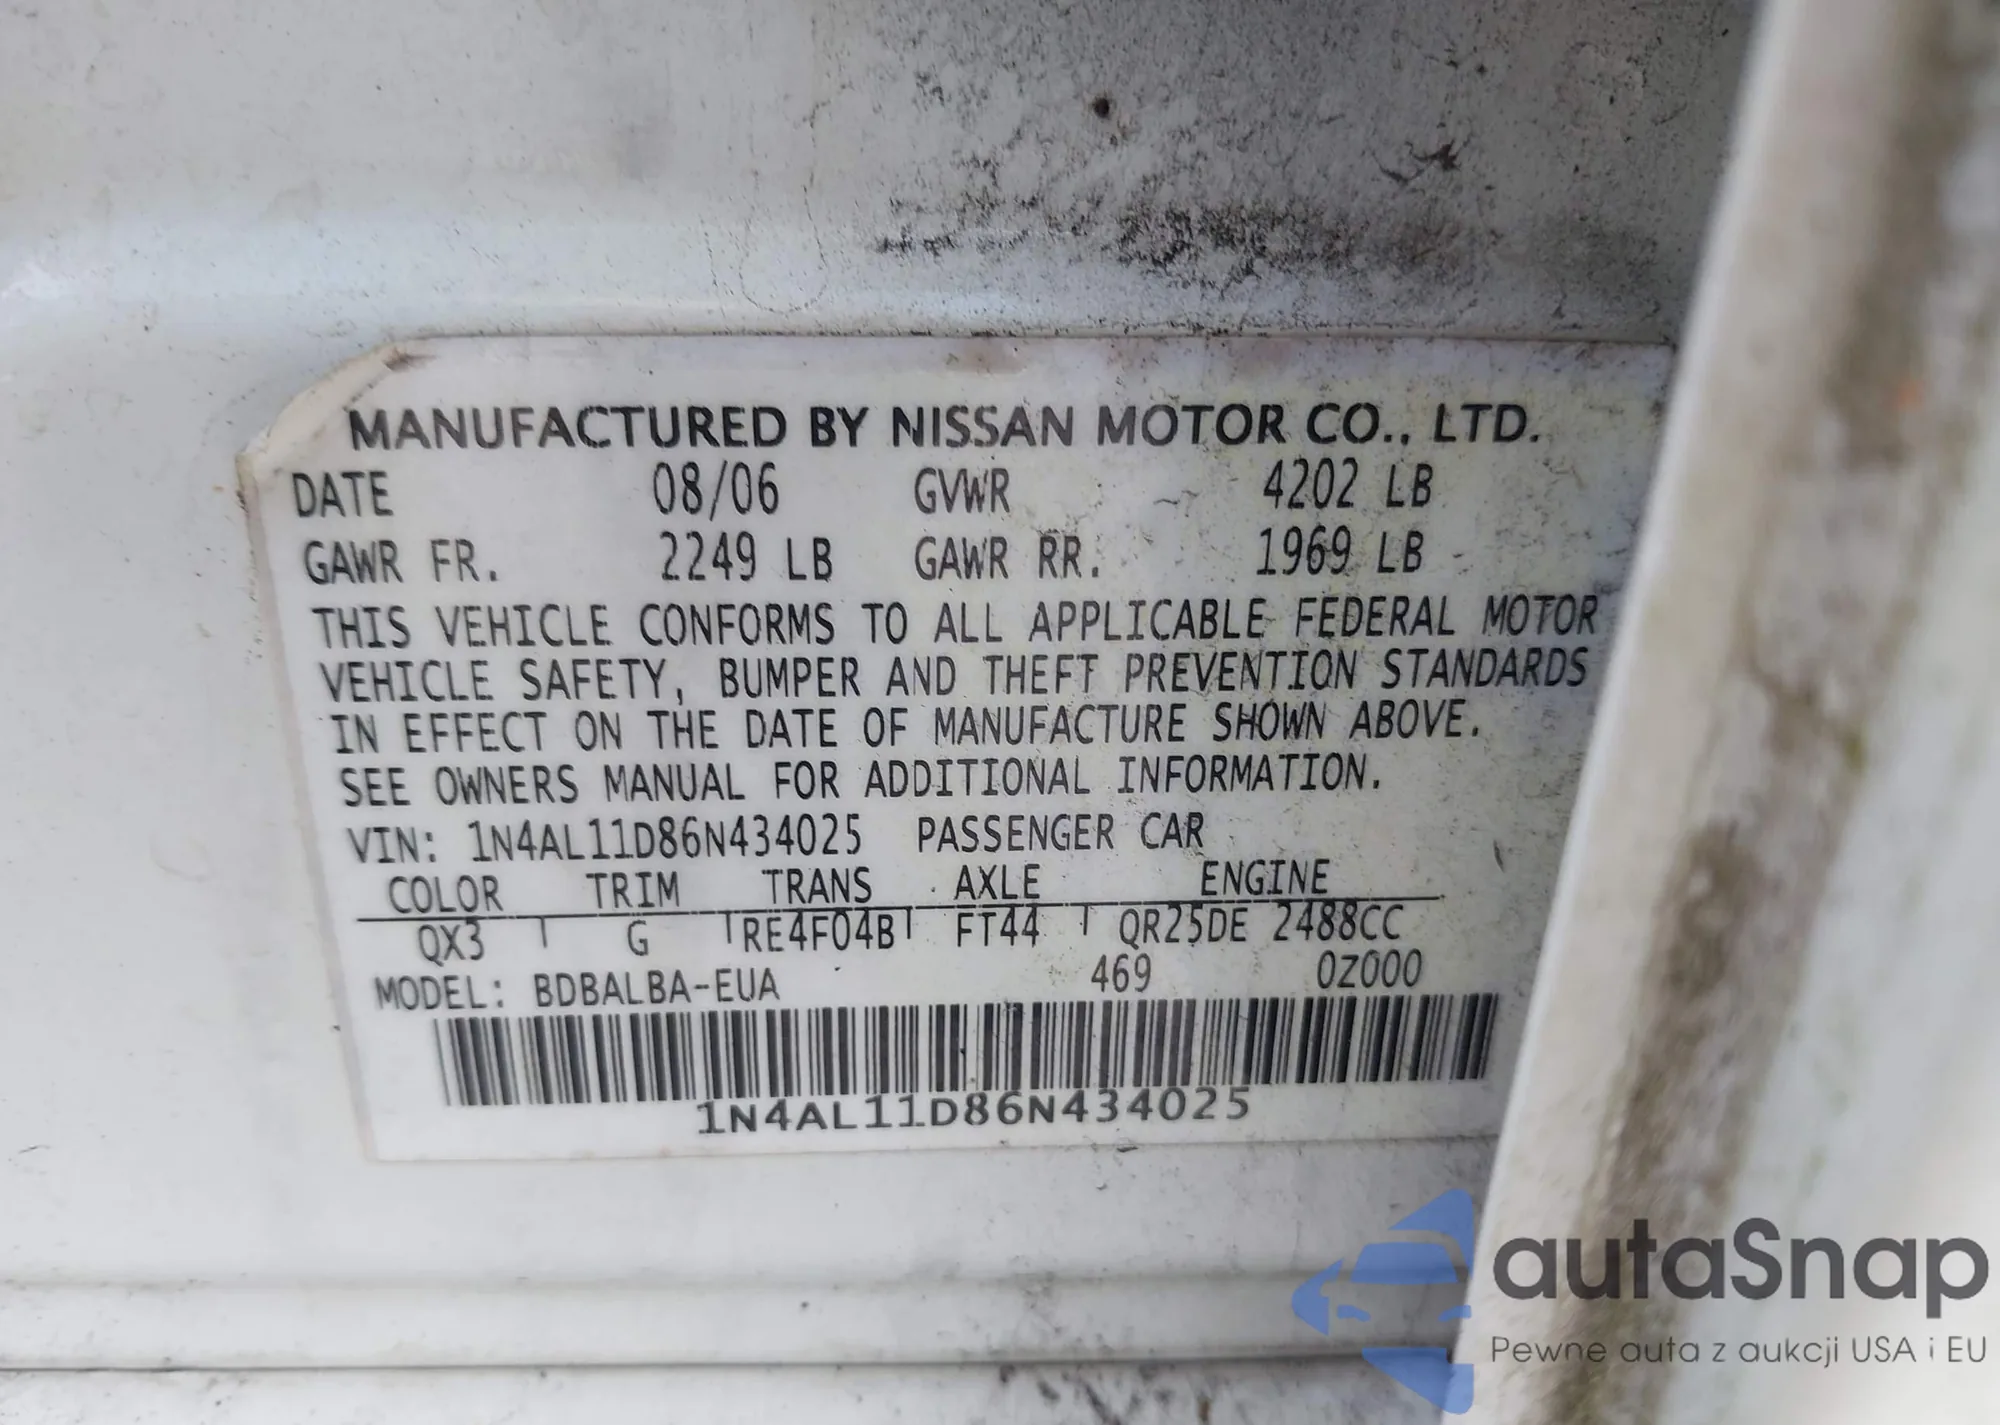 MANUFACTURED BY NISSAN MOTOR CO., LTD.
DATE 08/06 GVWR 4202 LB
GAWR FR. 2249 LB GAWR RR. 1969 LB
THIS VEHICLE CONFORMS TO ALL APPLICABLE FEDERAL MOTOR
VEHICLE SAFETY, BUMPER AND THEFT PREVENTION STANDARDS
IN EFFECT ON THE DATE OF MANUFACTURE SHOWN ABOVE.
SEE OWNERS MANUAL FOR ADDITIONAL INFORMATION.
VIN: 1N4AL11D86N434025 PASSENGER CAR
COLOR TRIM TRANS AXLE ENGINE
QX3 G RE4F04B FT44 QR25DE 2488CC
MODEL: BDBALBA-EUA 469 0Z000
1N4AL11D86N434025
autaSnap
Pewne auta z aukcji USA i EU